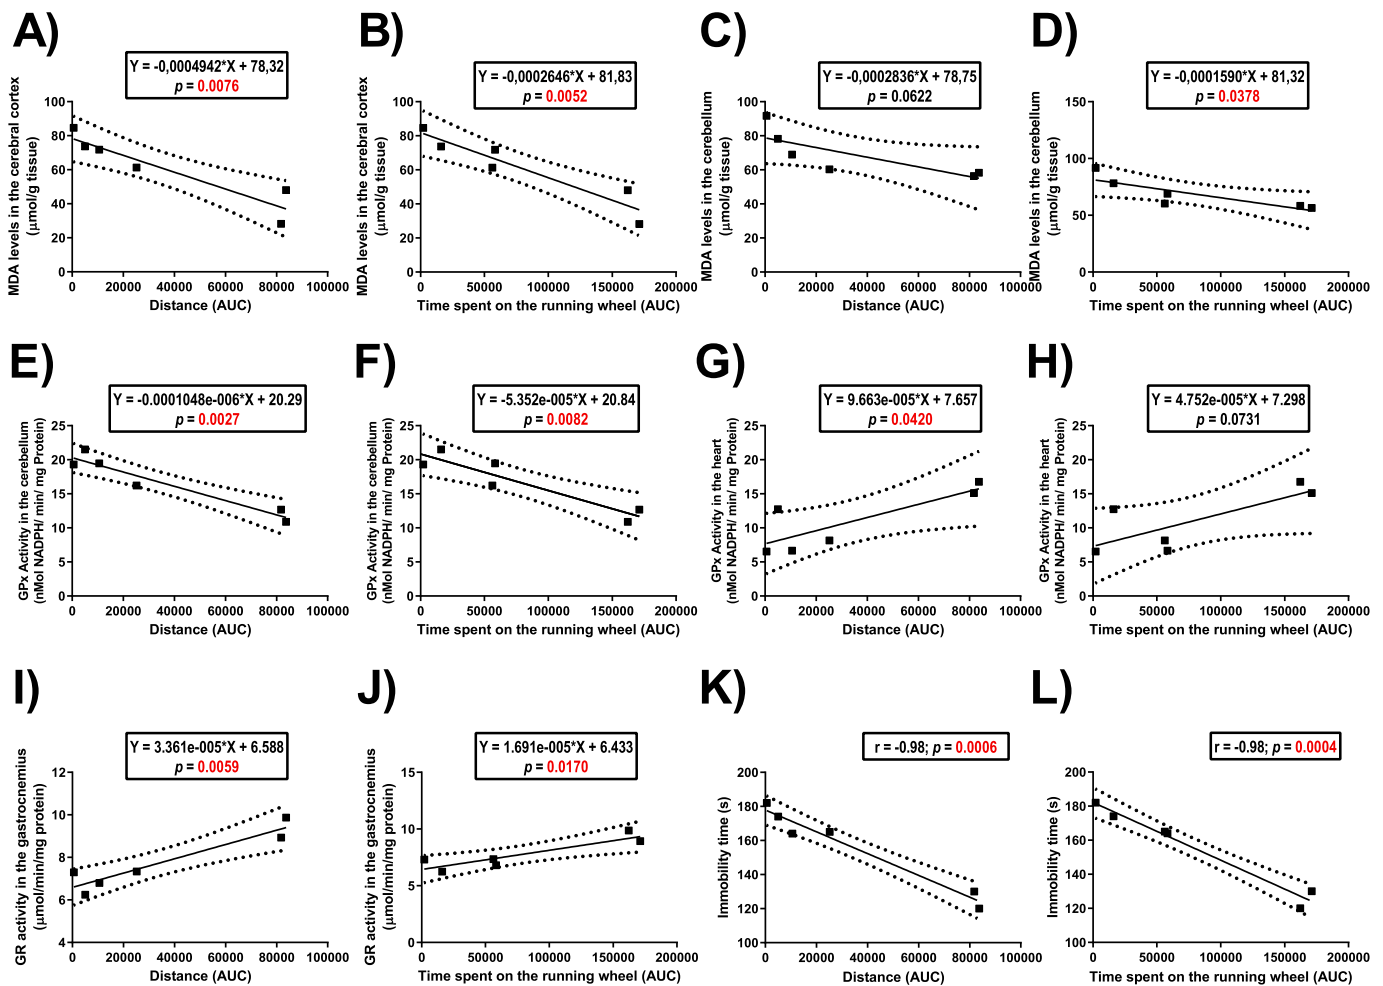 A)
Y = -0,0004942*X + 78,32
p = 0.0076
MDA levels in the cerebral cortex
(µmol/g tissue)
100
80
60
40
20
0
0 20000 40000 60000 80000 100000
Distance (AUC)
B)
Y = -0,0002646*X + 81,83
p = 0.0052
MDA levels in the cerebral cortex
(µmol/g tissue)
100
80
60
40
20
0
0 50000 100000 150000 200000
Time spent on the running wheel (AUC)
C)
Y = -0,0002836*X + 78,75
p = 0.0622
MDA levels in the cerebellum
(µmol/g tissue)
100
80
60
40
20
0
0 20000 40000 60000 80000 100000
Distance (AUC)
D)
Y = -0,0001590*X + 81,32
p = 0.0378
MDA levels in the cerebellum
(µmol/g tissue)
150
100
50
0
0 50000 100000 150000 200000
Time spent on the running wheel (AUC)
E)
Y = -0.0001048e-006*X + 20.29
p = 0.0027
GPx Activity in the cerebellum
(nMol NADPH/ min/ mg Protein)
25
20
15
10
5
0
0 20000 40000 60000 80000 100000
Distance (AUC)
F)
Y = -5.352e-005*X + 20.84
p = 0.0082
GPx Activity in the cerebellum
(nMol NADPH/ min/ mg Protein)
25
20
15
10
5
0
0 50000 100000 150000 200000
Time spent on the running wheel (AUC)
G)
Y = 9.663e-005*X + 7.657
p = 0.0420
GPx Activity in the heart
(nMol NADPH/ min/ mg Protein)
25
20
15
10
5
0
0 20000 40000 60000 80000 100000
Distance (AUC)
H)
Y = 4.752e-005*X + 7.298
p = 0.0731
GPx Activity in the heart
(nMol NADPH/ min/ mg Protein)
25
20
15
10
5
0
0 50000 100000 150000 200000
Time spent on the running wheel (AUC)
I)
Y = 3.361e-005*X + 6.588
p = 0.0059
GR activity in the gastrocnemius
(µmol/min/mg protein)
12
10
8
6
4
0 20000 40000 60000 80000 100000
Distance (AUC)
J)
Y = 1.691e-005*X + 6.433
p = 0.0170
GR activity in the gastrocnemius
(µmol/min/mg protein)
15
10
5
0
0 50000 100000 150000 200000
Time spent on the running wheel (AUC)
K)
r = -0.98; p = 0.0006
Immobility time (s)
200
180
160
140
120
100
0 20000 40000 60000 80000 100000
Distance (AUC)
L)
r = -0.98; p = 0.0004
Immobility time (s)
200
180
160
140
120
100
0 50000 100000 150000 200000
Time spent on the running wheel (AUC)